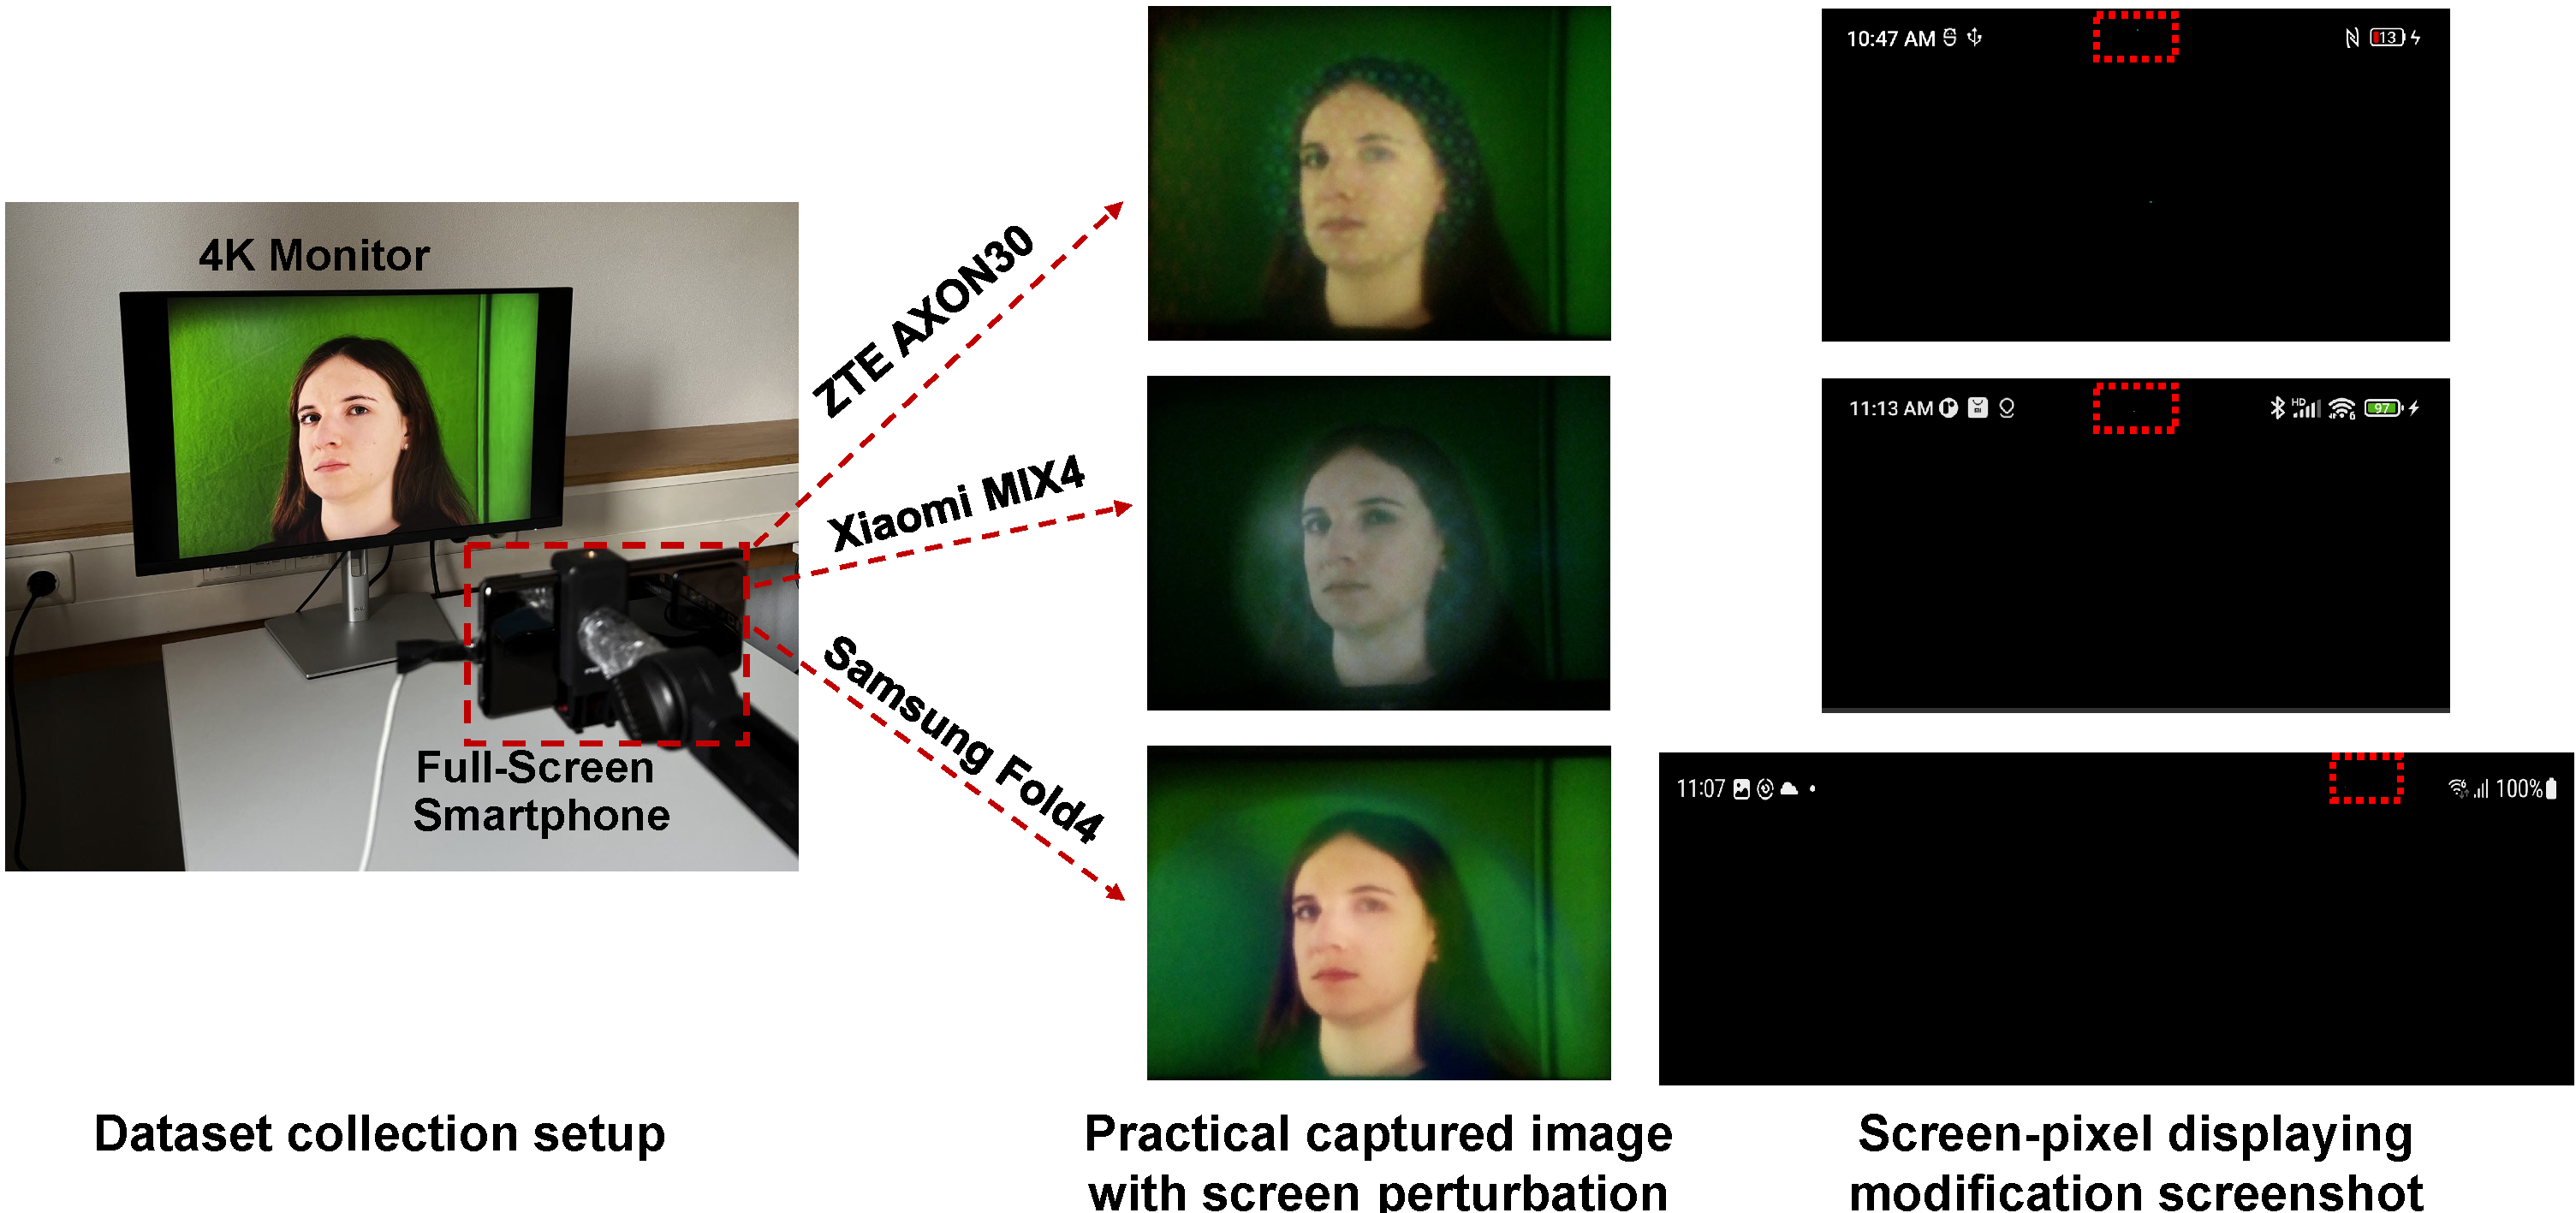 4K Monitor
Full-Screen
Smartphone
ZTE AXON30
Xiaomi MIX4
Samsung Fold4
10:47 AM
13
11:13 AM
HD
97
11:07
100%
Dataset collection setup
Practical captured image
with screen perturbation
Screen-pixel displaying
modification screenshot